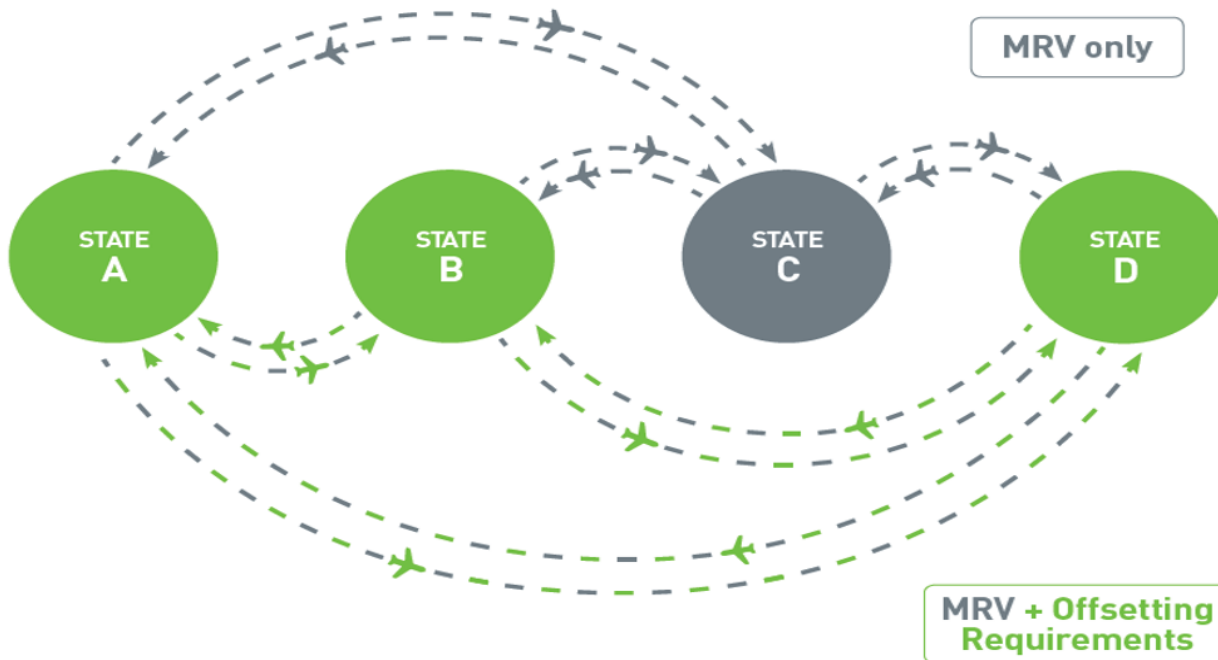 MRV only
STATE
A
STATE
B
STATE
C
STATE
D
MRV + Offsetting
Requirements